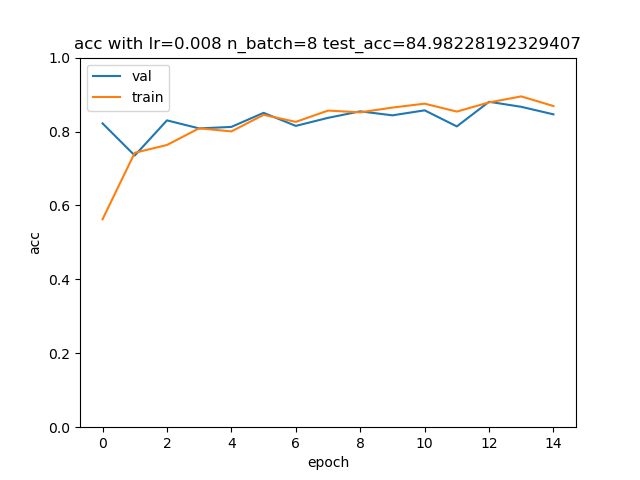 acc with lr=0.008 n_batch=8 test_acc=84.98228192329407
val
train
1.0
0.8
0.6
0.4
0.2
0.0
acc
0 2 4 6 8 10 12 14
epoch